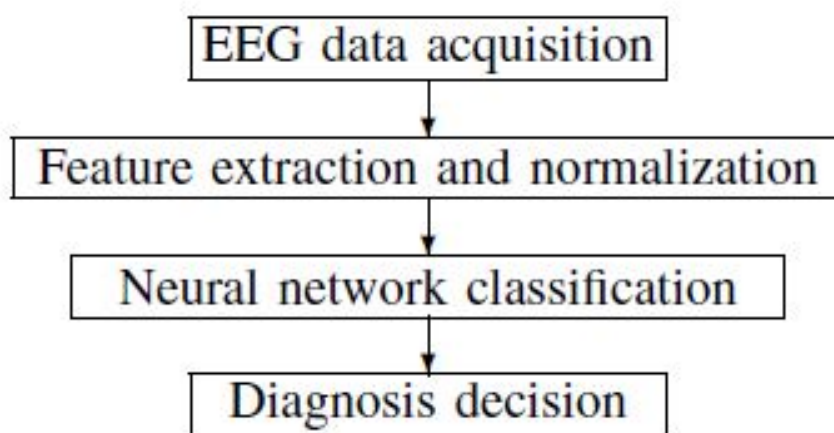 EEG data acquisition
Feature extraction and normalization
Neural network classification
Diagnosis decision